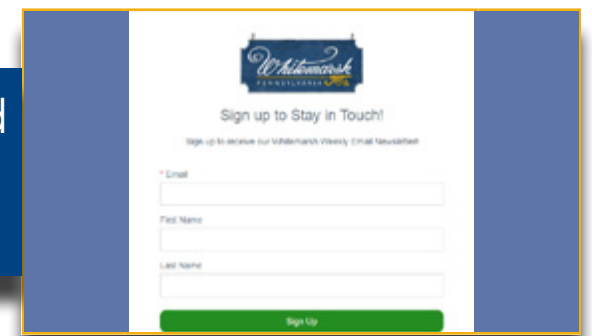 d
Whitemarsh
PENNSYLVANIA
Sign up to Stay in Touch!
Sign up to receive our Whitemarsh Weekly Email Newsletter!
* Email
First Name
Last Name
Sign Up